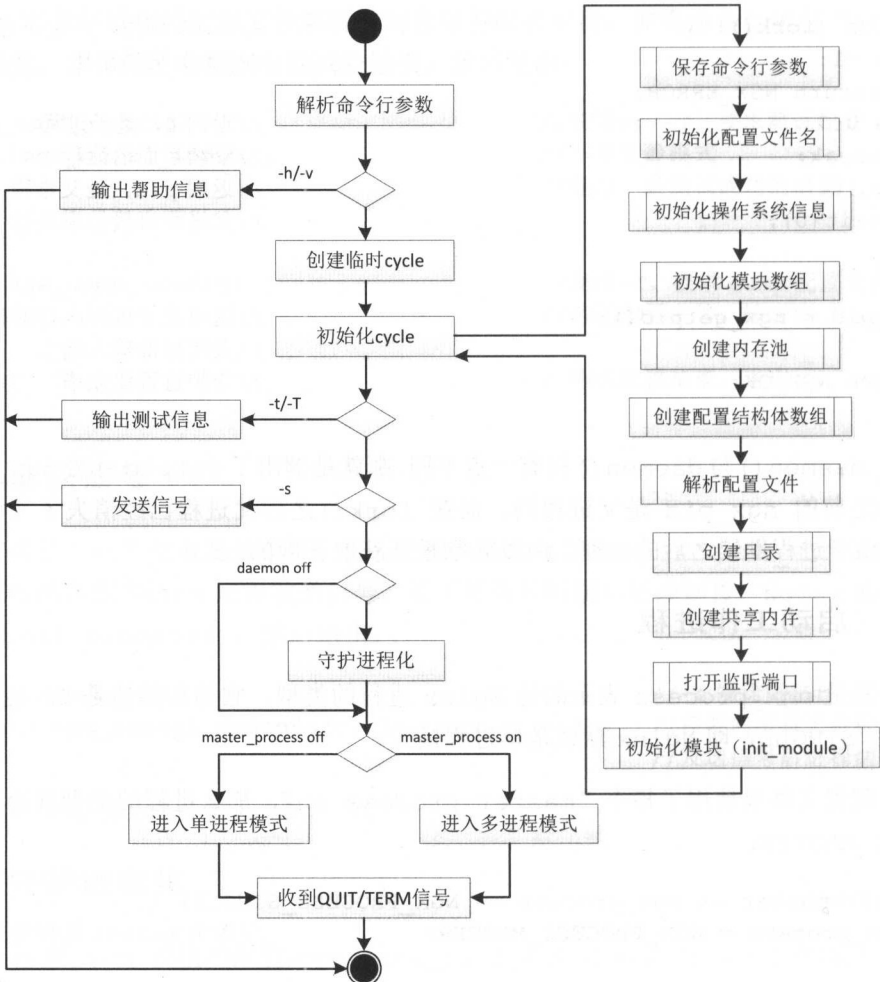 解析命令行参数
-h/-v
输出帮助信息
创建临时cycle
初始化cycle
-t/-T
输出测试信息
-s
发送信号
daemon off
守护进程化
master_process off
master_process on
进入单进程模式
进入多进程模式
收到QUIT/TERM信号
保存命令行参数
初始化配置文件名
初始化操作系统信息
初始化模块数组
创建内存池
创建配置结构体数组
解析配置文件
创建目录
创建共享内存
打开监听端口
初始化模块（init_module）